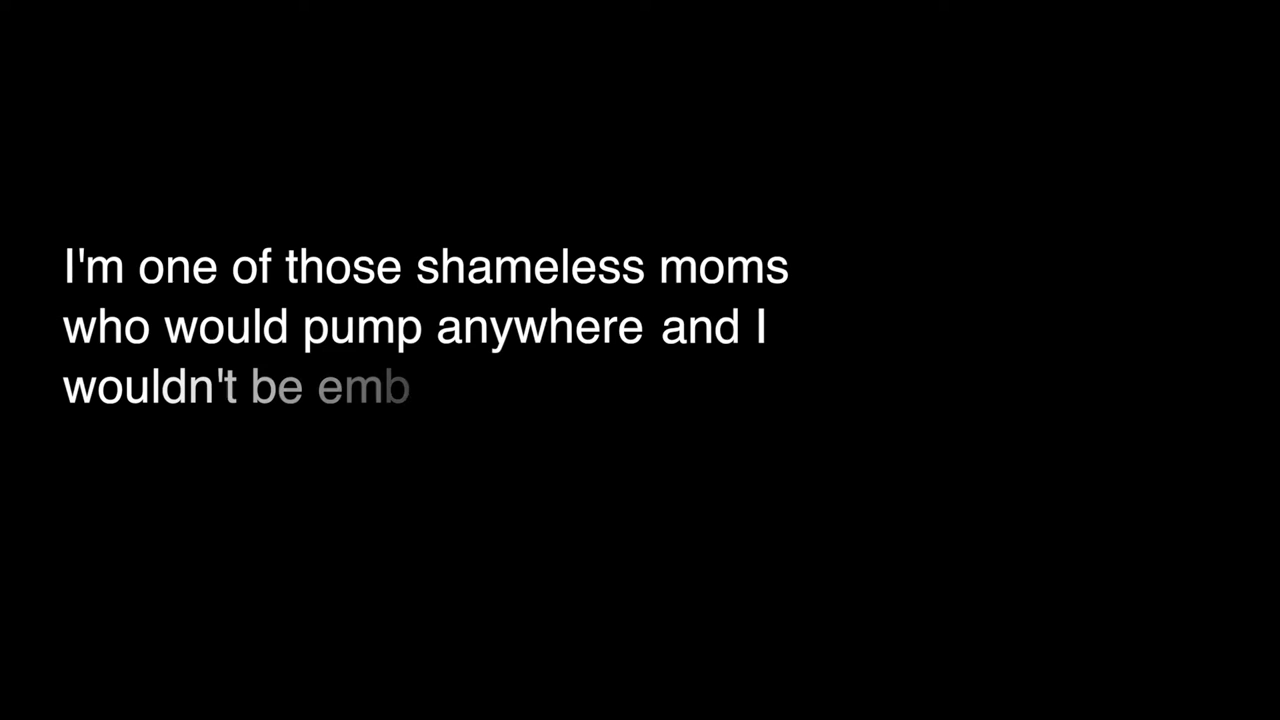 I'm one of those shameless moms
who would pump anywhere and I
wouldn't be emb